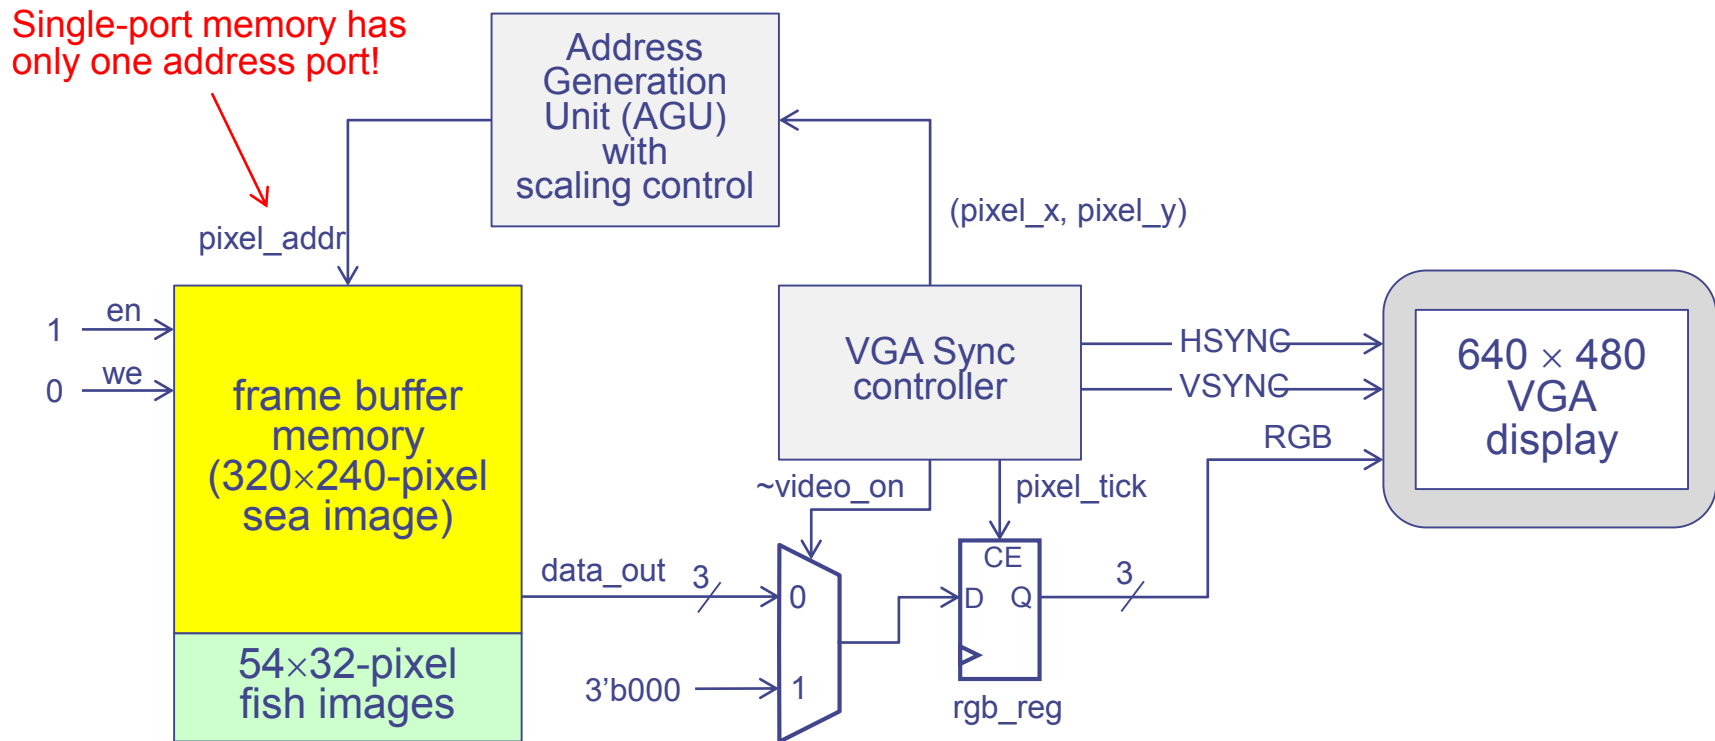 Single-port memory has
only one address port!
Address
Generation
Unit (AGU)
with
scaling control
(pixel_x, pixel_y)
pixel_addr
1
en
0
we
frame buffer
memory
(320×240-pixel
sea image)
54×32-pixel
fish images
VGA Sync
controller
HSYNC
VSYNC
RGB
640 × 480
VGA
display
~video_on
pixel_tick
data_out
3
0
1
3’b000
CE
D
Q
rgb_reg
3